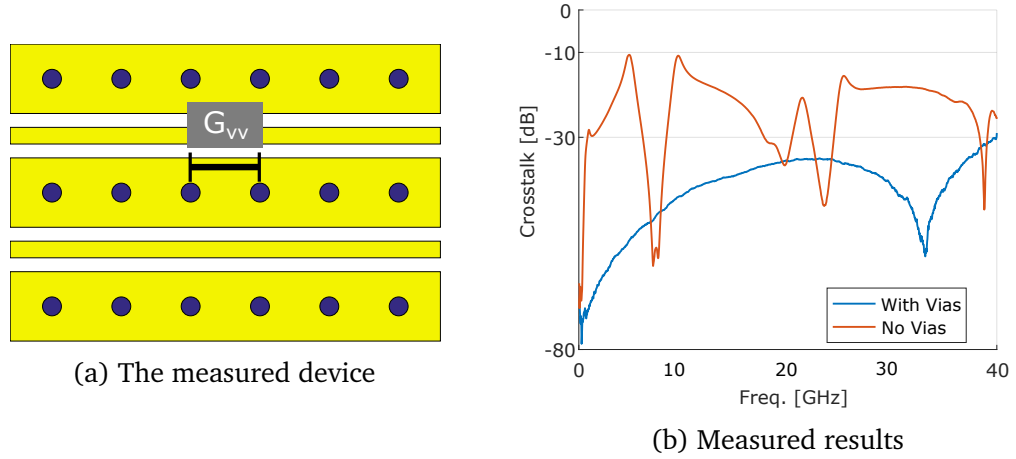 G_vv
(a) The measured device
0
-10
-30
-80
Crosstalk [dB]
With Vias
No Vias
0 10 20 30 40
Freq. [GHz]
(b) Measured results